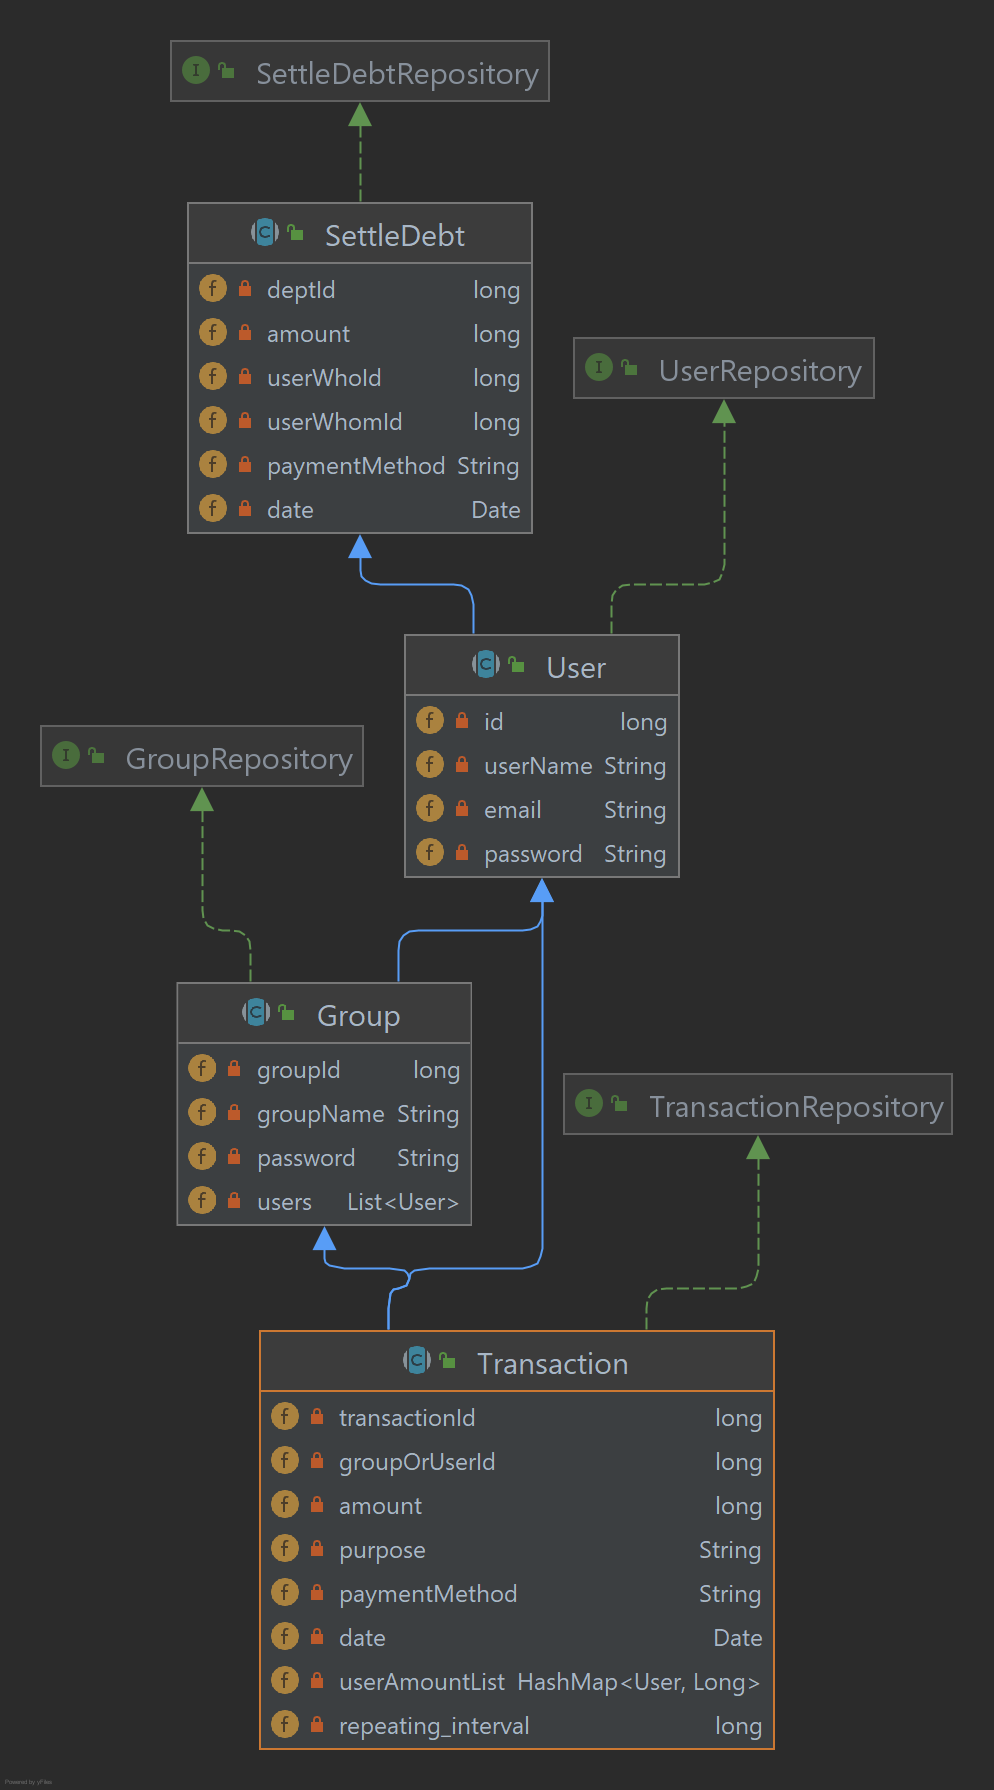 SettleDebtRepository
SettleDebt
deptId long
amount long
userWhoId long
userWhomId long
paymentMethod String
date Date
UserRepository
User
id long
userName String
email String
password String
GroupRepository
Group
groupId long
groupName String
password String
users List<User>
TransactionRepository
Transaction
transactionId long
groupOrUserId long
amount long
purpose String
paymentMethod String
date Date
userAmountList HashMap<User, Long>
repeating_interval long
Powered by yFiles